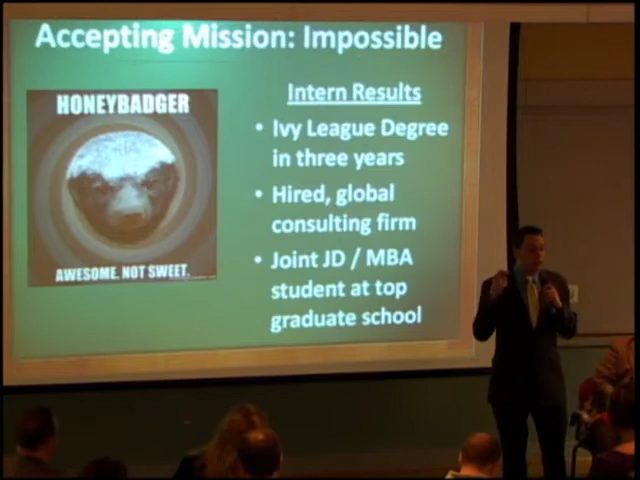 Accepting Mission: Impossible
HONEYBADGER
AWESOME. NOT SWEET.
Intern Results
• Ivy League Degree
in three years
• Hired, global
consulting firm
• Joint JD / MBA
student at top
graduate school